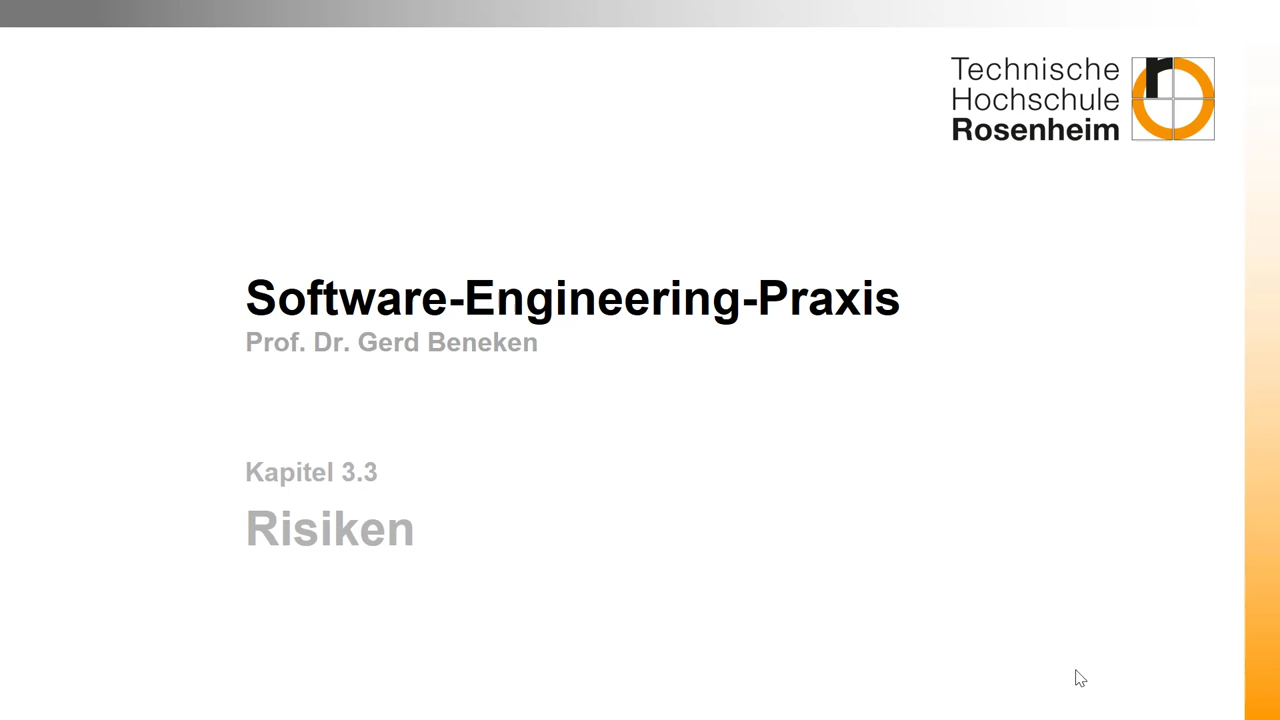 Technische
Hochschule
Rosenheim
Software-Engineering-Praxis
Prof. Dr. Gerd Beneken
Kapitel 3.3
Risiken